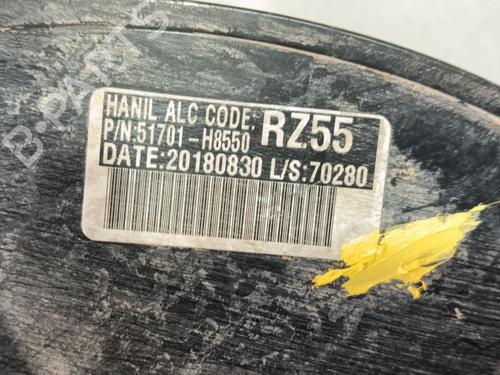 HANIL ALC CODE: RZ55
P/N:51701-H8550
DATE:20180830 L/S:70280
B-PARTS